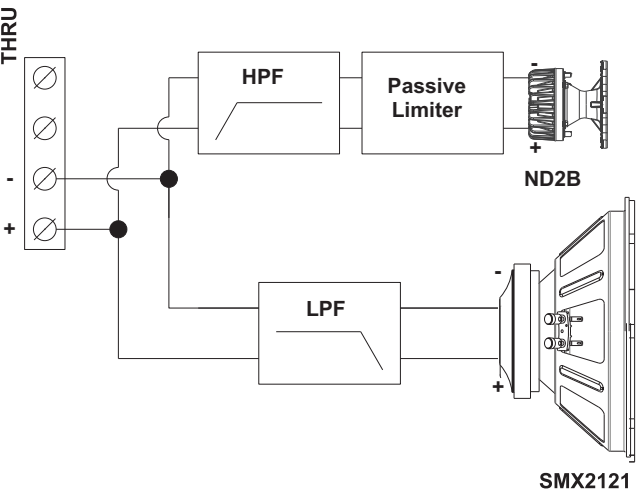 THRU
HPF
Passive
Limiter
-
+
ND2B
-
+
LPF
-
+
SMX2121